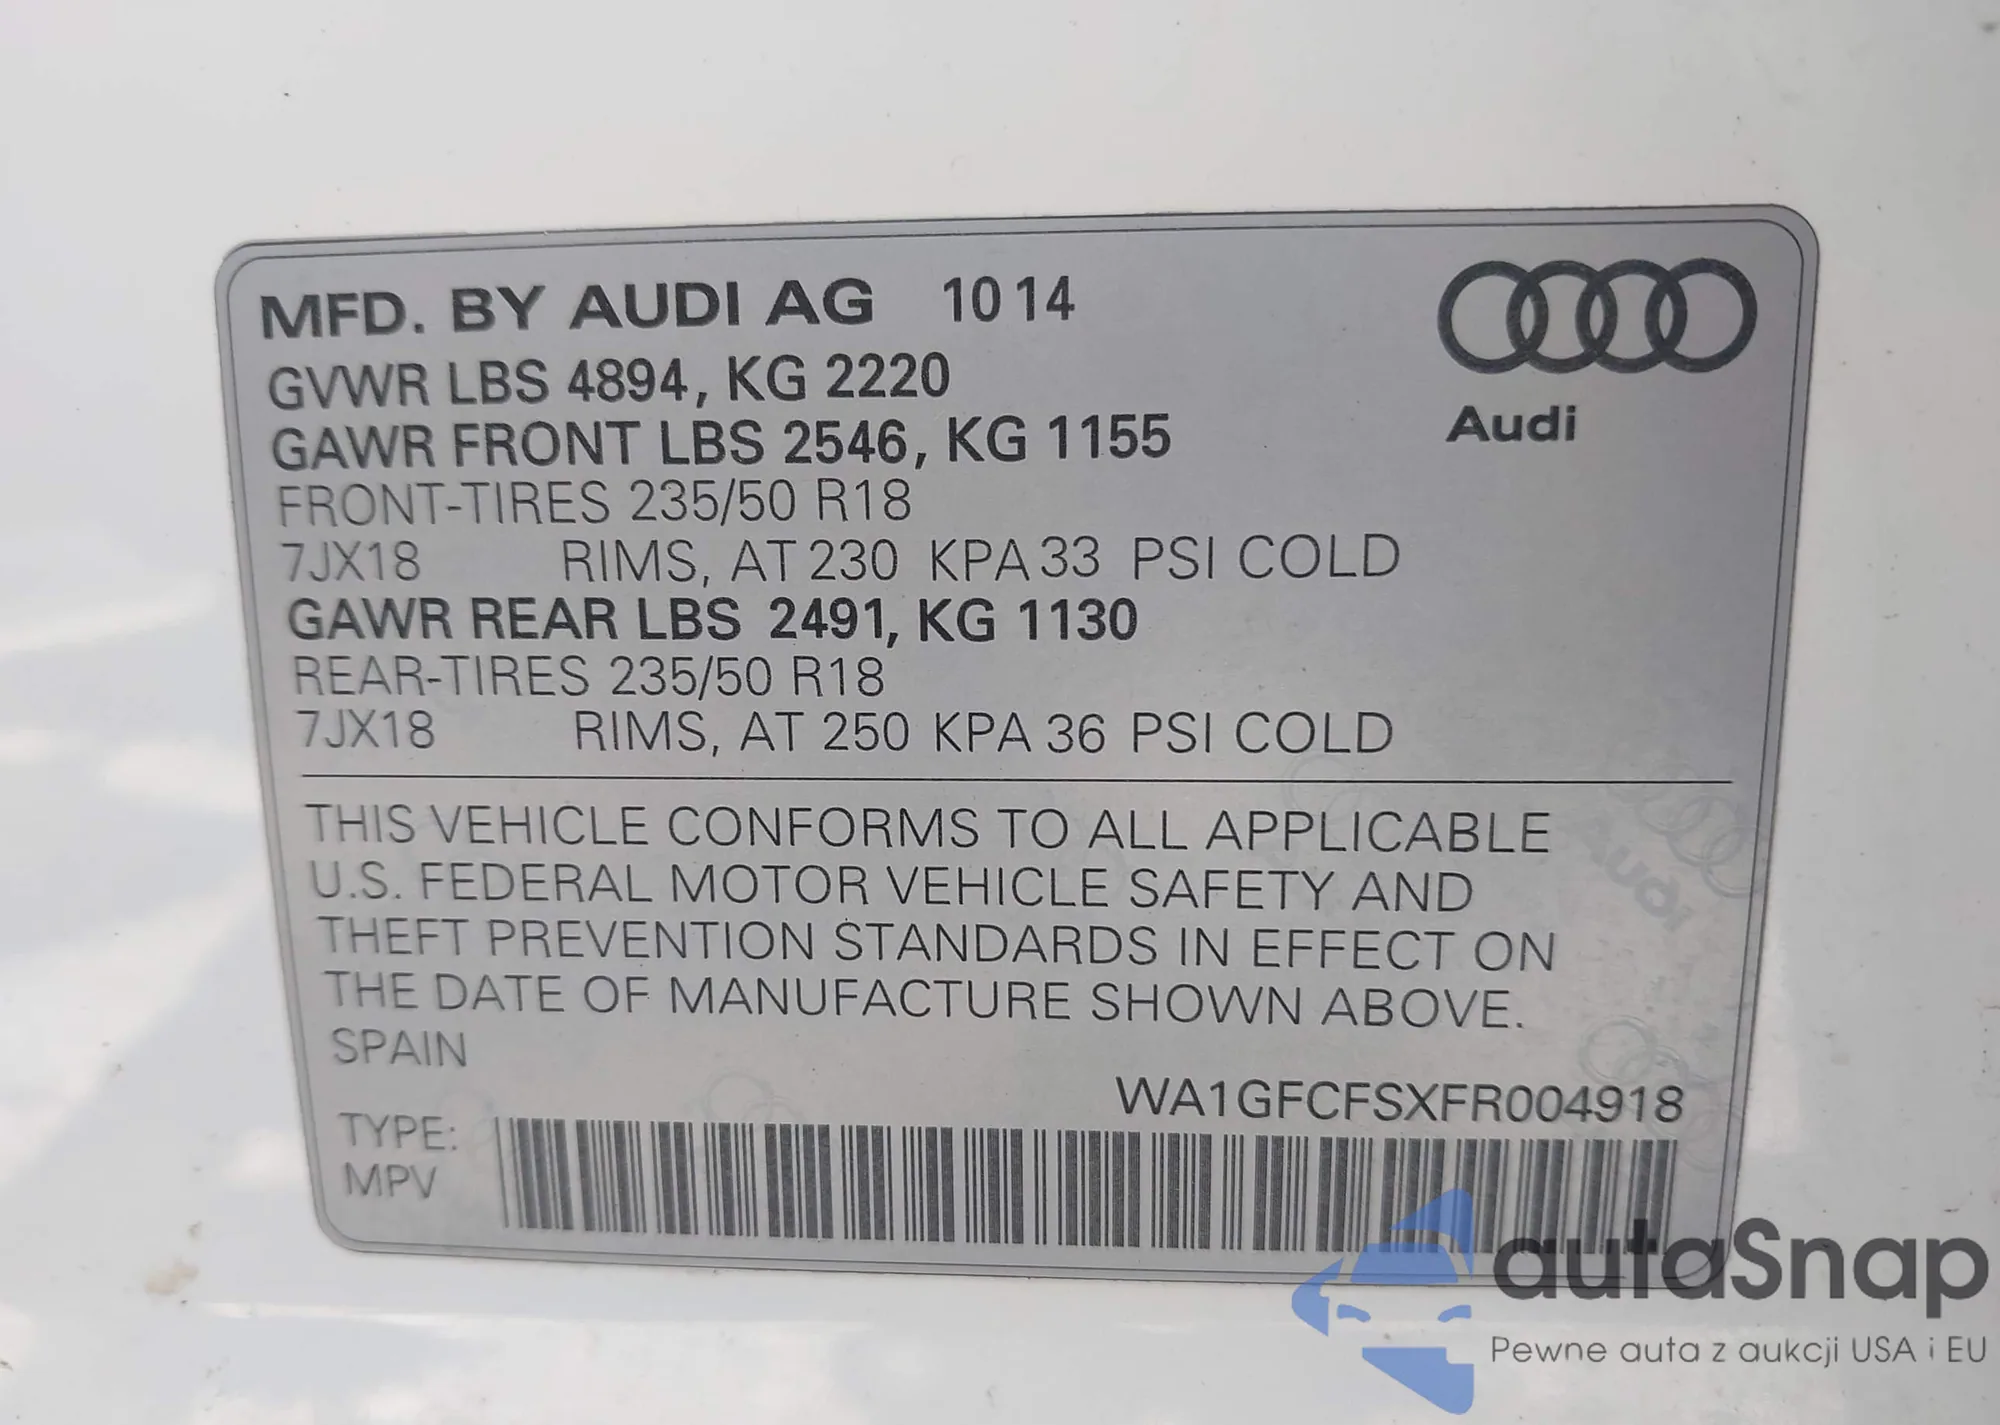 MFD. BY AUDI AG 10 14
GVWR LBS 4894, KG 2220
GAWR FRONT LBS 2546, KG 1155
FRONT-TIRES 235/50 R18
7JX18 RIMS, AT 230 KPA 33 PSI COLD
GAWR REAR LBS 2491, KG 1130
REAR-TIRES 235/50 R18
7JX18 RIMS, AT 250 KPA 36 PSI COLD
Audi
THIS VEHICLE CONFORMS TO ALL APPLICABLE
U.S. FEDERAL MOTOR VEHICLE SAFETY AND
THEFT PREVENTION STANDARDS IN EFFECT ON
THE DATE OF MANUFACTURE SHOWN ABOVE.
SPAIN
WA1GFCFSXFR004918
TYPE:
MPV
Audi
autaSnap
Pewne auta z aukcji USA i EU